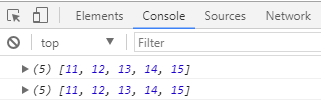 Elements Console Sources Network
top ▼ Filter
▶ (5) [11, 12, 13, 14, 15]
▶ (5) [11, 12, 13, 14, 15]